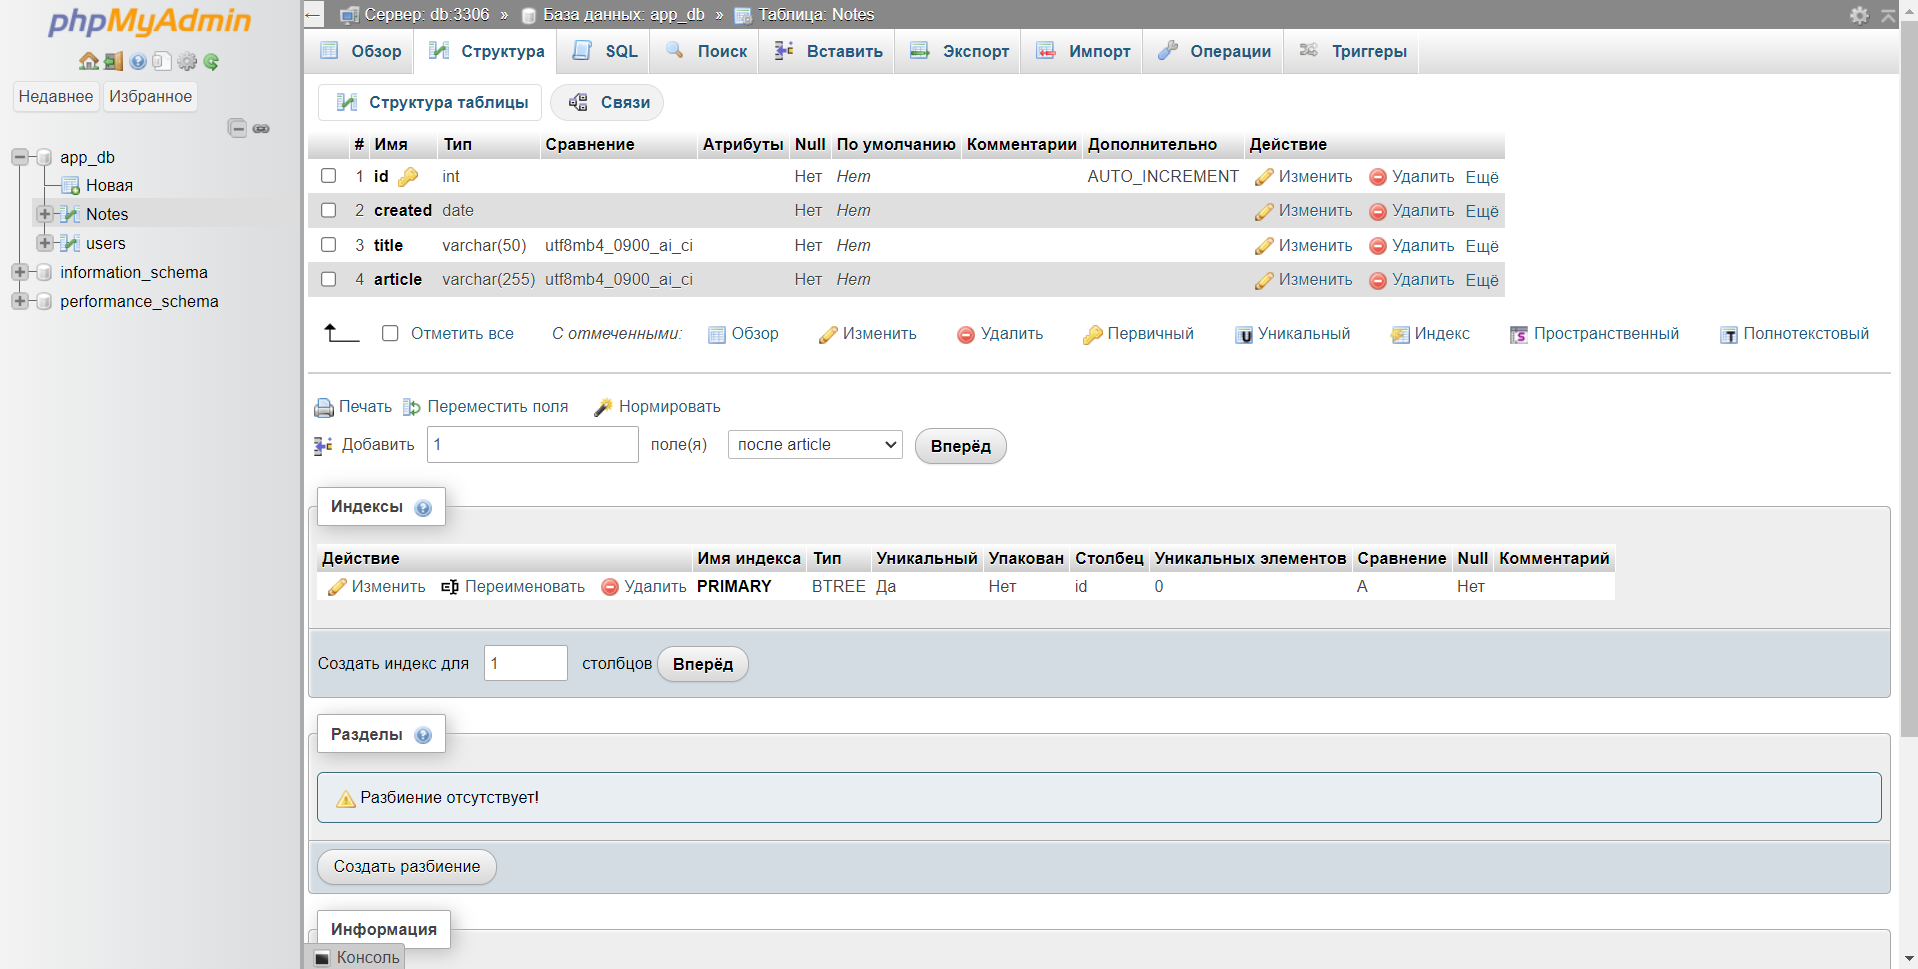 phpMyAdmin
Недавнее Избранное
app_db
Новая
Notes
users
information_schema
performance_schema
← Сервер: db:3306 » База данных: app_db » Таблица: Notes
Обзор Структура SQL Поиск Вставить Экспорт Импорт Операции Триггеры
Структура таблицы Связи
# Имя Тип Сравнение Атрибуты Null По умолчанию Комментарии Дополнительно Действие
1 id int Нет Нет AUTO_INCREMENT Изменить Удалить Ещё
2 created date Нет Нет Изменить Удалить Ещё
3 title varchar(50) utf8mb4_0900_ai_ci Нет Нет Изменить Удалить Ещё
4 article varchar(255) utf8mb4_0900_ai_ci Нет Нет Изменить Удалить Ещё
Отметить все С отмеченными: Обзор Изменить Удалить Первичный Уникальный Индекс Пространственный Полнотекстовый
Печать Переместить поля Нормировать
Добавить 1 поле(я) после article Вперёд
Индексы
Действие Имя индекса Тип Уникальный Упакован Столбец Уникальных элементов Сравнение Null Комментарий
Изменить Переименовать Удалить PRIMARY BTREE Да Нет id 0 A Нет
Создать индекс для 1 столбцов Вперёд
Разделы
Разбиение отсутствует!
Создать разбиение
Информация
Консоль